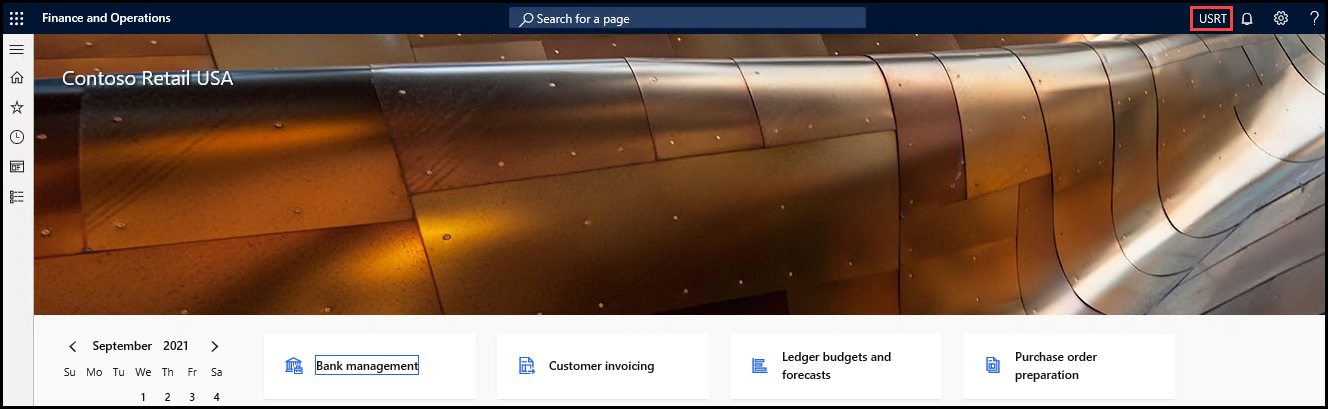 Finance and Operations
Search for a page
USRT
?
Contoso Retail USA
September 2021
Su Mo Tu We Th Fr Sa
1 2 3 4
Bank management
Customer invoicing
Ledger budgets and
forecasts
Purchase order
preparation